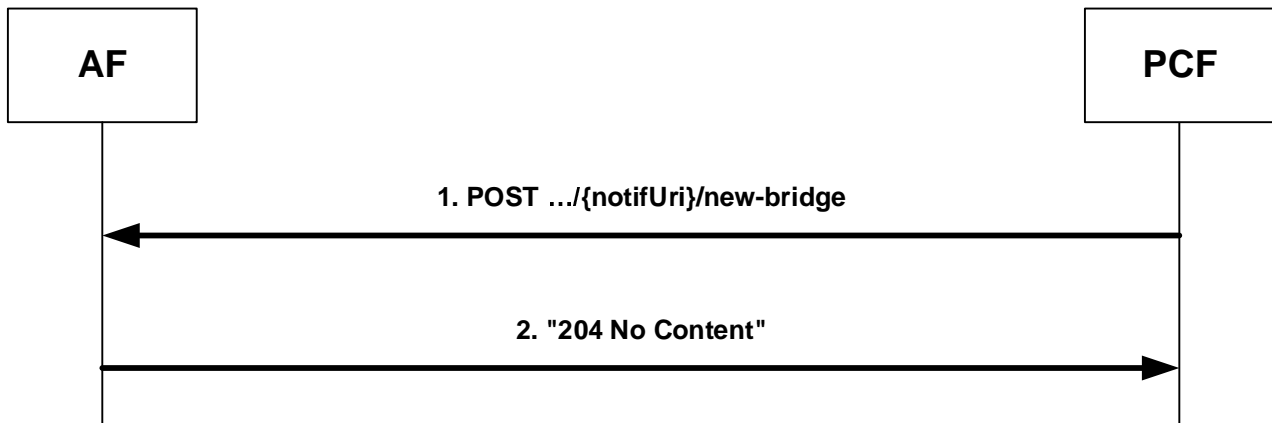 AF
PCF
1. POST …/{notifUri}/new-bridge
2. "204 No Content"